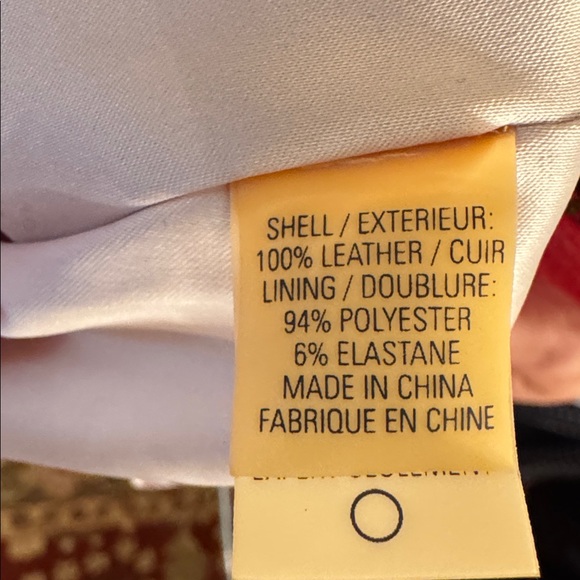 SHELL / EXTERIEUR:
100% LEATHER / CUIR
LINING / DOUBLURE:
94% POLYESTER
6% ELASTANE
MADE IN CHINA
FABRIQUE EN CHINE